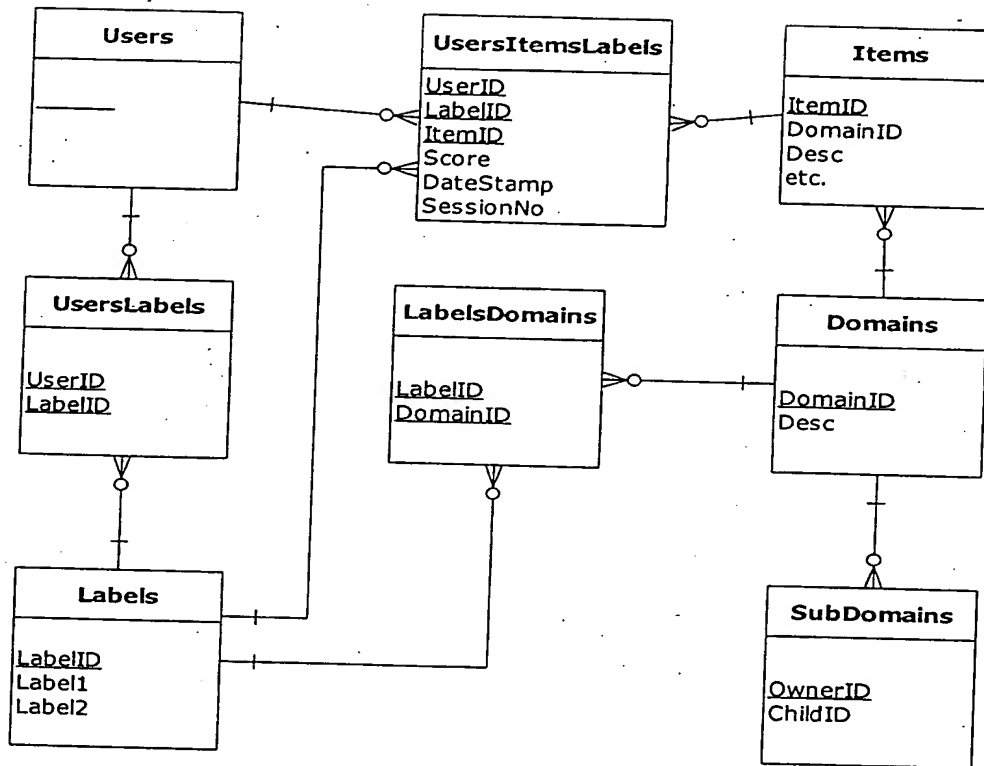 Users
UsersItemsLabels
UserID
LabelID
ItemID
Score
DateStamp
SessionNo
Items
ItemID
DomainID
Desc
etc.
UsersLabels
UserID
LabelID
LabelsDomains
LabelID
DomainID
Domains
DomainID
Desc
Labels
LabelID
Label1
Label2
SubDomains
OwnerID
ChildID